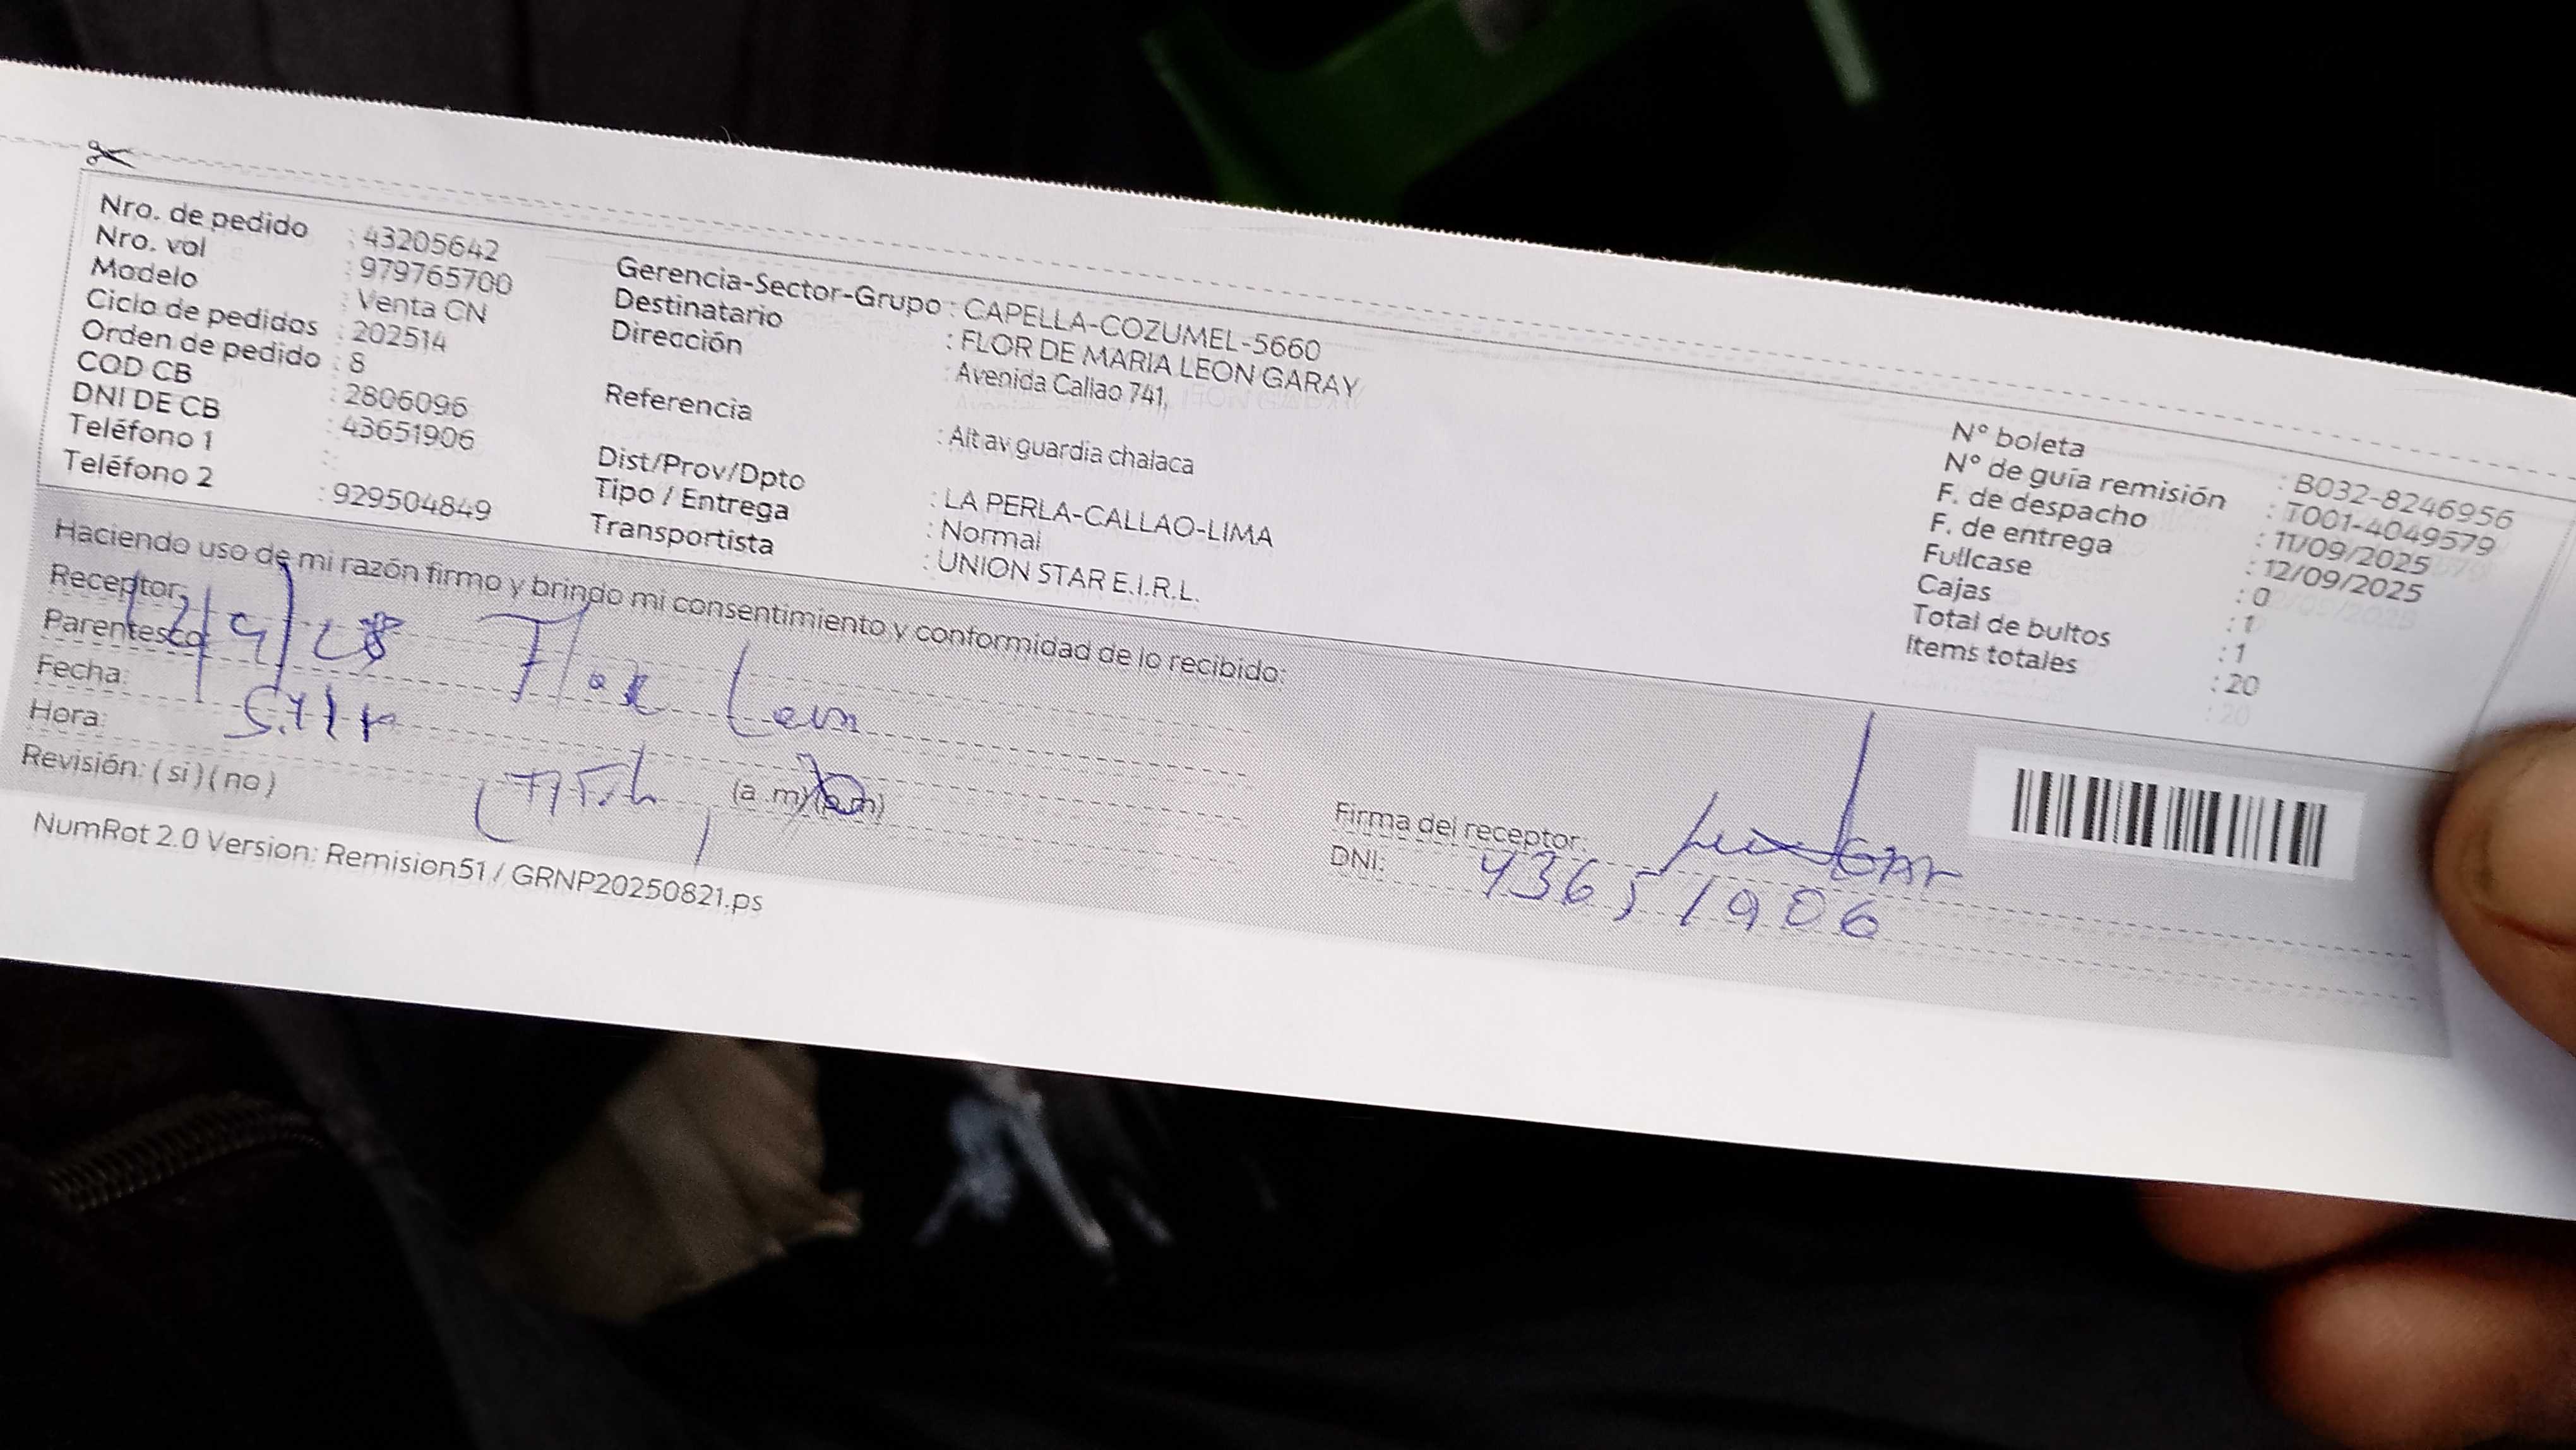 Nro. de pedido : 43205642
Nro. vol : 979765700
Modelo : Venta CN
Ciclo de pedidos : 202514
Orden de pedido : 8
COD CB : 2806096
DNI DE CB : 43651906
Teléfono 1 :
Teléfono 2 : 929504849
Gerencia-Sector-Grupo : CAPELLA-COZUMEL-5660
Destinatario : FLOR DE MARIA LEON GARAY
Dirección : Avenida Callao 741,
Referencia : Alt av guardia chalaca
Dist/Prov/Dpto : LA PERLA-CALLAO-LIMA
Tipo / Entrega : Normal
Transportista : UNION STAR E.I.R.L.
N° boleta : B032-8246956
N° de guía remisión : T001-4049579
F. de despacho : 11/09/2025
F. de entrega : 12/09/2025
Fullcase : 0
Cajas : 1
Total de bultos : 1
Items totales : 20
Haciendo uso de mi razón firmo y brindo mi consentimiento y conformidad de lo recibido:
Receptor:
Parentesco: Flor Leon
Fecha:
Hora: (a.m) (p.m)
Revisión: (si) (no)
Firma del receptor:
DNI: 43651906
NumRot 2.0 Version: Remision51 / GRNP20250821.ps